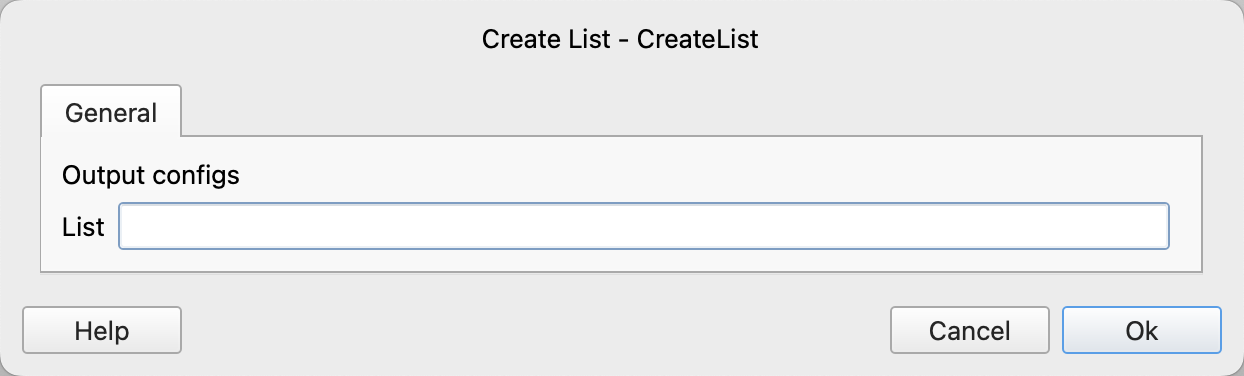 Create List - CreateList
General
Output configs
List
Help
Cancel
Ok